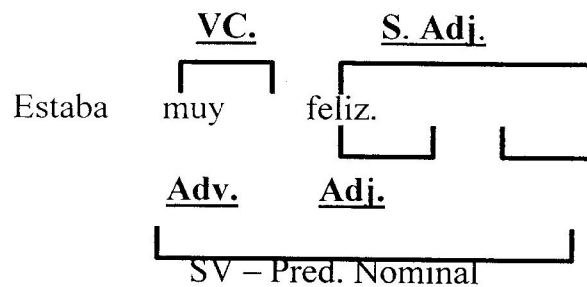 VC. S. Adj.
Estaba muy feliz.
Adv. Adj.
SV – Pred. Nominal